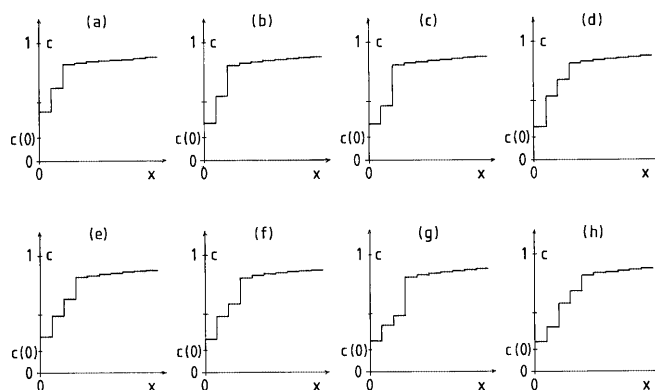 (a) (b) (c) (d)
1 c 1 c 1 c 1 c
c(0) c(0) c(0) c(0)
0 0 0 0
0 x 0 x 0 x 0 x
(e) (f) (g) (h)
1 c 1 c 1 c 1 c
c(0) c(0) c(0) c(0)
0 0 0 0
0 x 0 x 0 x 0 x